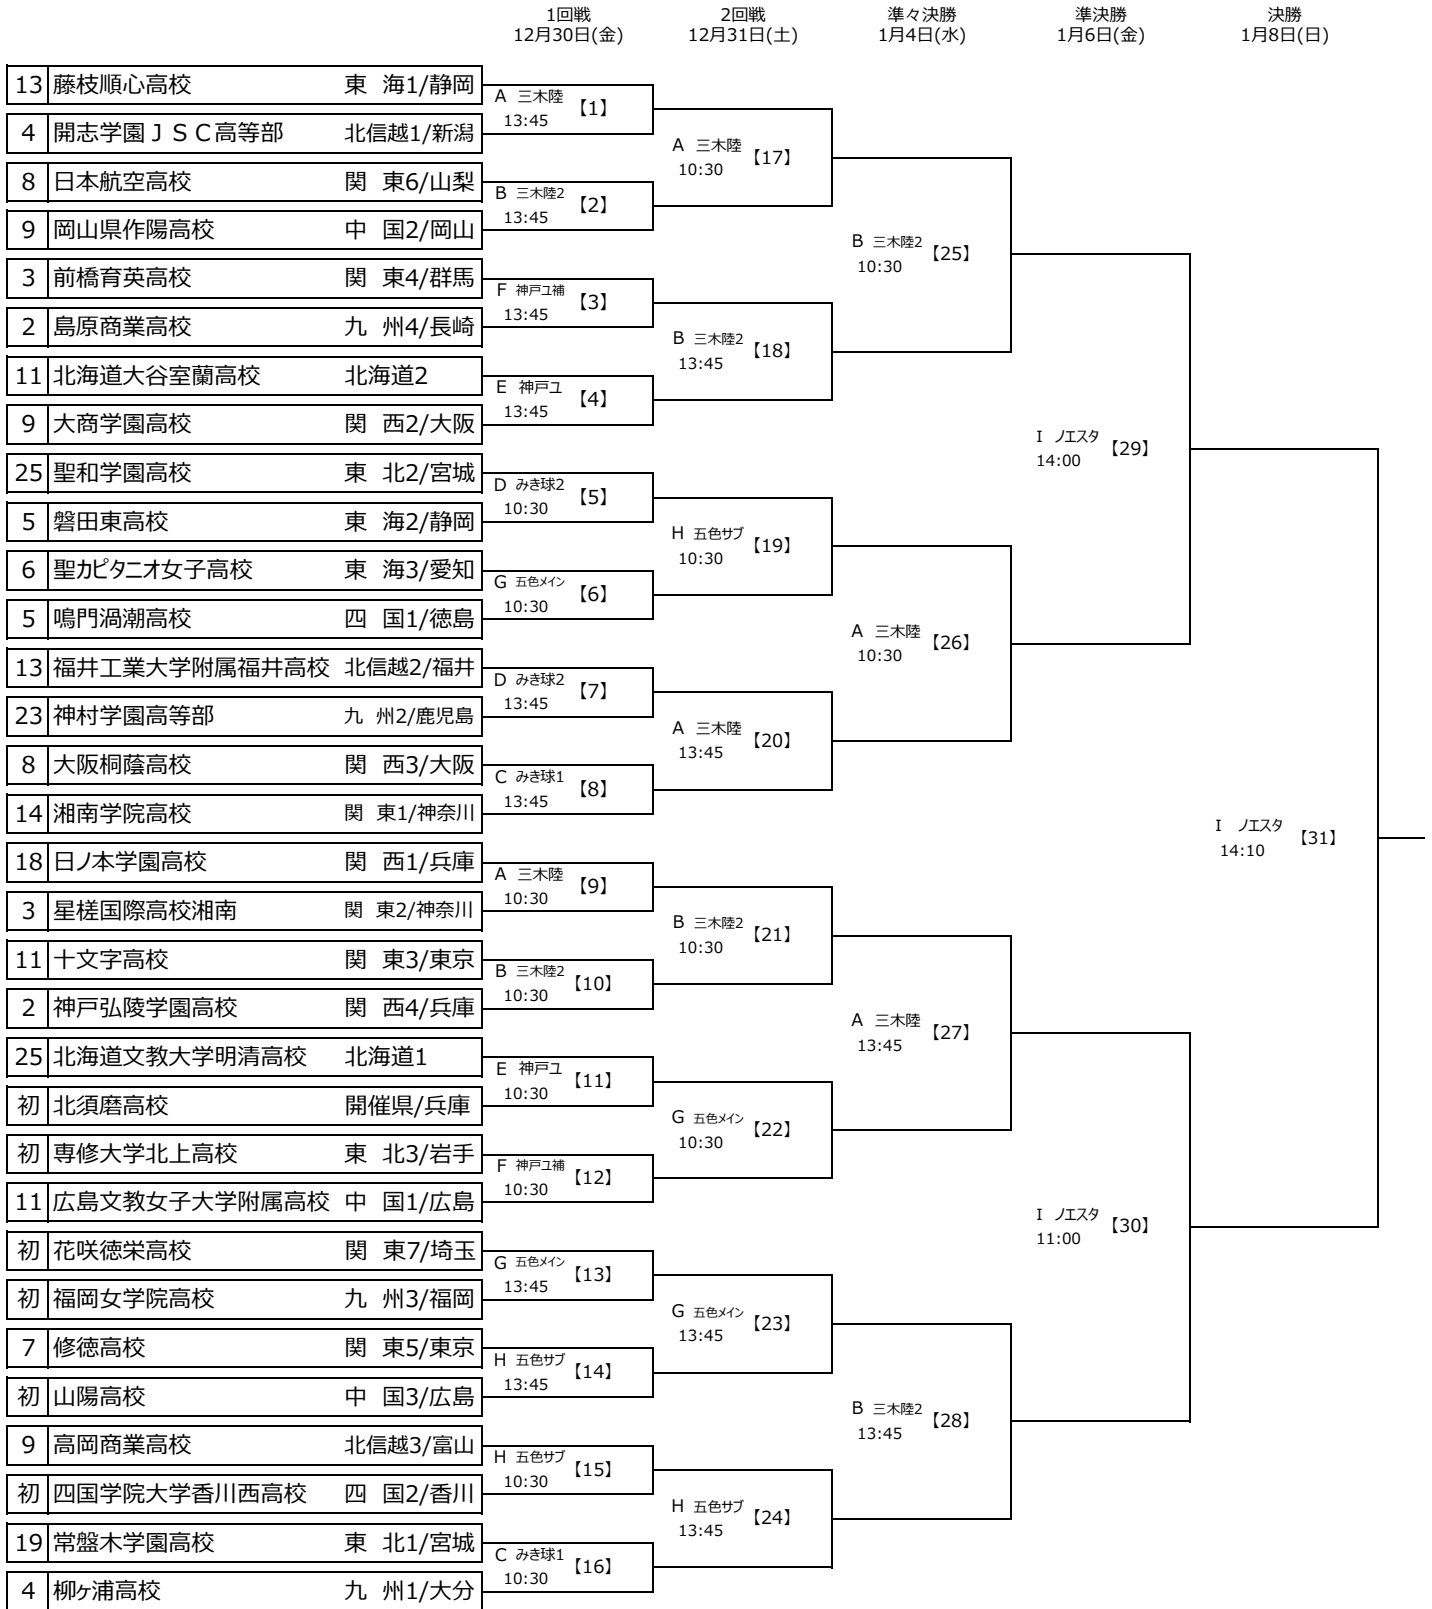 1回戦 2回戦 準々決勝 準決勝 決勝
12月30日(金) 12月31日(土) 1月4日(水) 1月6日(金) 1月8日(日)
13 藤枝順心高校 東 海1/静岡
A 三木陸 【1】
13:45
4 開志学園ＪＳＣ高等部 北信越1/新潟
A 三木陸 【17】
10:30
8 日本航空高校 関 東6/山梨
B 三木陸2 【2】
13:45
9 岡山県作陽高校 中 国2/岡山
B 三木陸2 【25】
10:30
3 前橋育英高校 関 東4/群馬
F 神戸ユ補 【3】
13:45
2 島原商業高校 九 州4/長崎
B 三木陸2 【18】
13:45
11 北海道大谷室蘭高校 北海道2
E 神戸ユ 【4】
13:45
9 大商学園高校 関 西2/大阪
I ノエスタ 【29】
14:00
25 聖和学園高校 東 北2/宮城
D みき球2 【5】
10:30
5 磐田東高校 東 海2/静岡
H 五色サブ 【19】
10:30
6 聖カピタニオ女子高校 東 海3/愛知
G 五色メイン 【6】
10:30
5 鳴門渦潮高校 四 国1/徳島
A 三木陸 【26】
10:30
13 福井工業大学附属福井高校 北信越2/福井
D みき球2 【7】
13:45
23 神村学園高等部 九 州2/鹿児島
A 三木陸 【20】
13:45
8 大阪桐蔭高校 関 西3/大阪
C みき球1 【8】
13:45
14 湘南学院高校 関 東1/神奈川
I ノエスタ 【31】
14:10
18 日ノ本学園高校 関 西1/兵庫
A 三木陸 【9】
10:30
3 星槎国際高校湘南 関 東2/神奈川
B 三木陸2 【21】
10:30
11 十文字高校 関 東3/東京
B 三木陸2 【10】
10:30
2 神戸弘陵学園高校 関 西4/兵庫
A 三木陸 【27】
13:45
25 北海道文教大学明清高校 北海道1
E 神戸ユ 【11】
10:30
初 北須磨高校 開催県/兵庫
G 五色メイン 【22】
10:30
初 専修大学北上高校 東 北3/岩手
F 神戸ユ補 【12】
10:30
11 広島文教女子大学附属高校 中 国1/広島
I ノエスタ 【30】
11:00
初 花咲徳栄高校 関 東7/埼玉
G 五色メイン 【13】
13:45
初 福岡女学院高校 九 州3/福岡
G 五色メイン 【23】
13:45
7 修徳高校 関 東5/東京
H 五色サブ 【14】
13:45
初 山陽高校 中 国3/広島
B 三木陸2 【28】
13:45
9 高岡商業高校 北信越3/富山
H 五色サブ 【15】
10:30
初 四国学院大学香川西高校 四 国2/香川
H 五色サブ 【24】
13:45
19 常盤木学園高校 東 北1/宮城
C みき球1 【16】
10:30
4 柳ヶ浦高校 九 州1/大分